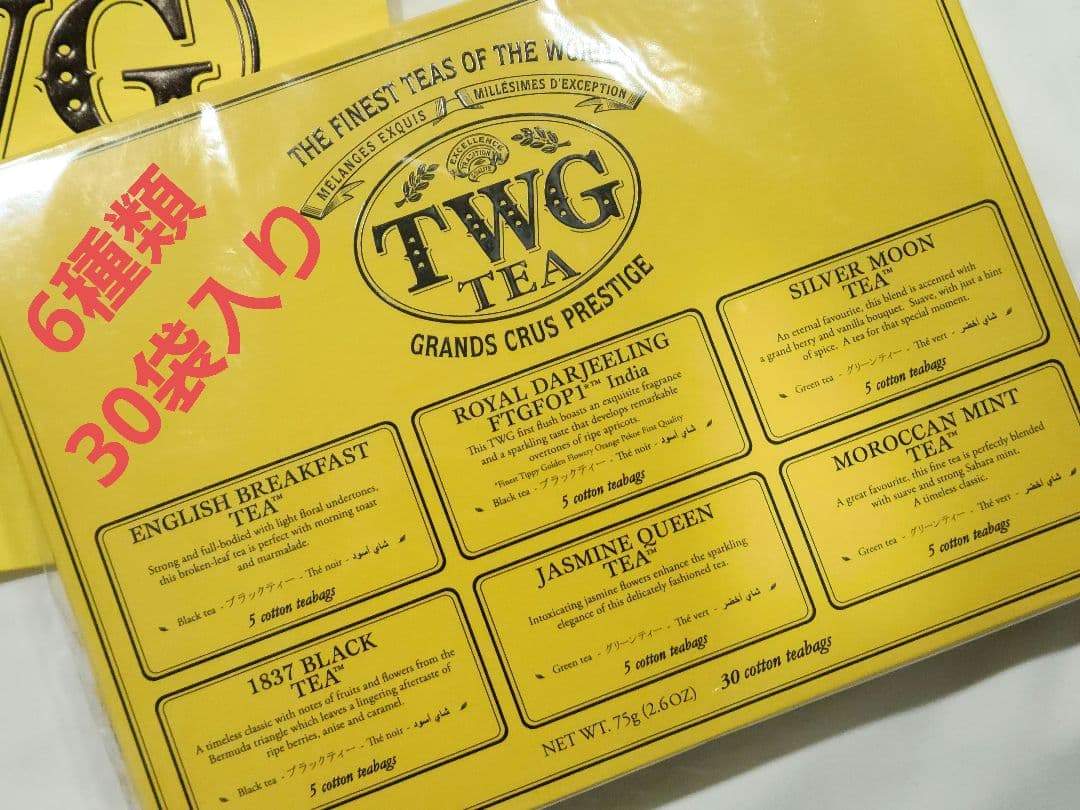 WG
6種類
30袋入り
THE FINEST TEAS OF THE WORLD
MÉLANGES EXQUIS
MILLÉSIMES D'EXCEPTION
EXCELLENCE
TRADITION
TWG
TEA
GRANDS CRUS PRESTIGE
ENGLISH BREAKFAST
TEA™
Strong and full-bodied with light floral undertones,
this broken-leaf tea is perfect with morning toast
and marmalade.
Black tea - ブラックティー - Thé noir - شاي أسود
5 cotton teabags
ROYAL DARJEELING
FTGFOP1*™ India
This TWG first flush boasts an exquisite fragrance
and a sparkling taste that develops remarkable
overtones of ripe apricots.
*Finest Tippy Golden Flowery Orange Pekoe First Quality
Black tea - ブラックティー - Thé noir - شاي أسود
5 cotton teabags
SILVER MOON
TEA™
An eternal favourite, this blend is accented with
a grand berry and vanilla bouquet. Suave, with just a hint
of spice. A tea for that special moment.
Green tea - グリーンティー - Thé vert - شاي أخضر
5 cotton teabags
1837 BLACK
TEA™
A timeless classic with notes of fruits and flowers from the
Bermuda triangle which leaves a lingering aftertaste of
ripe berries, anise and caramel.
Black tea - ブラックティー - Thé noir - شاي أسود
5 cotton teabags
JASMINE QUEEN
TEA™
Intoxicating jasmine flowers enhance the sparkling
elegance of this delicately fashioned tea.
Green tea - グリーンティー - Thé vert - شاي أخضر
5 cotton teabags
MOROCCAN MINT
TEA™
A great favourite, this fine tea is perfectly blended
with suave and strong Sahara mint.
A timeless classic.
Green tea - グリーンティー - Thé vert - شاي أخضر
5 cotton teabags
NET WT. 75g (2.6OZ)
30 cotton teabags